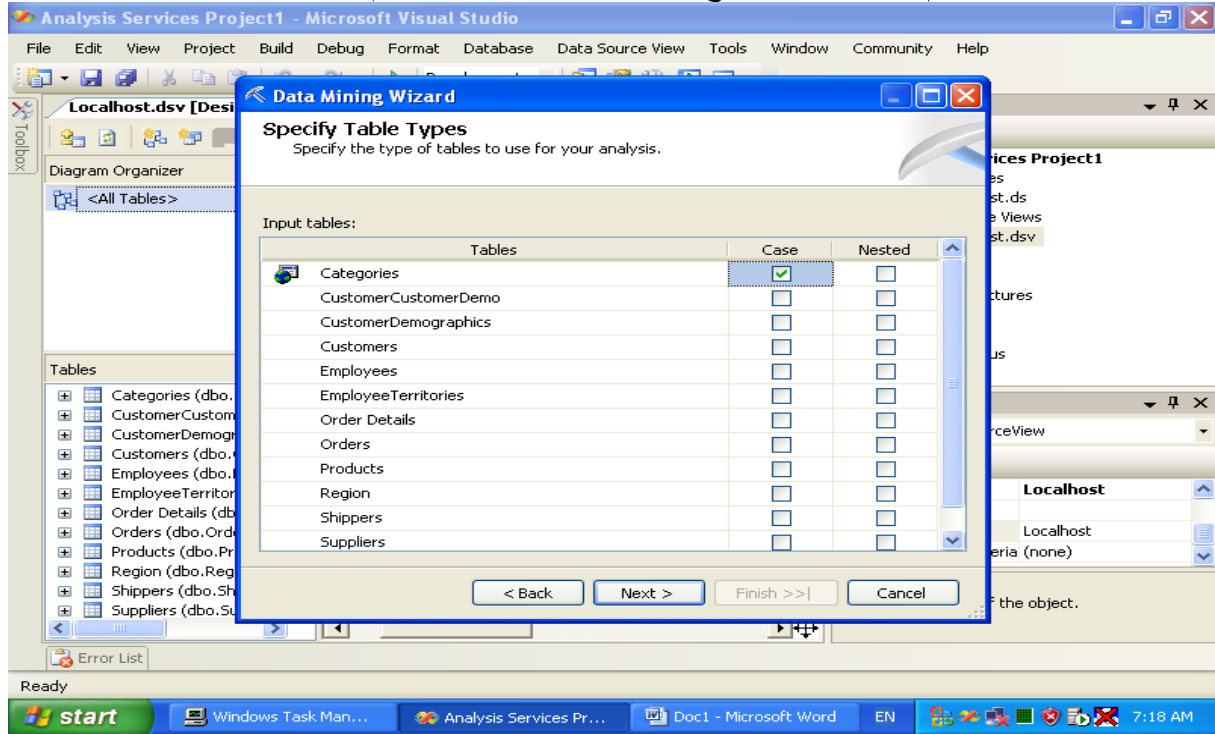 Analysis Services Project1 - Microsoft Visual Studio
File Edit View Project Build Debug Format Database Data Source View Tools Window Community Help
Localhost.dsv [Desi
Toolbox
Diagram Organizer
<All Tables>
Tables
Categories (dbo.
CustomerCustom
CustomerDemogr
Customers (dbo.
Employees (dbo.
EmployeeTerritor
Order Details (db
Orders (dbo.Ord
Products (dbo.Pr
Region (dbo.Reg
Shippers (dbo.Sh
Suppliers (dbo.Su
Data Mining Wizard
Specify Table Types
Specify the type of tables to use for your analysis.
Input tables:
Tables Case Nested
Categories
CustomerCustomerDemo
CustomerDemographics
Customers
Employees
EmployeeTerritories
Order Details
Orders
Products
Region
Shippers
Suppliers
< Back Next > Finish >>| Cancel
ices Project1
es
st.ds
e Views
st.dsv
tures
us
rceView
Localhost
Localhost
eria (none)
f the object.
Error List
Ready
start Windows Task Man... Analysis Services Pr... Doc1 - Microsoft Word EN 7:18 AM